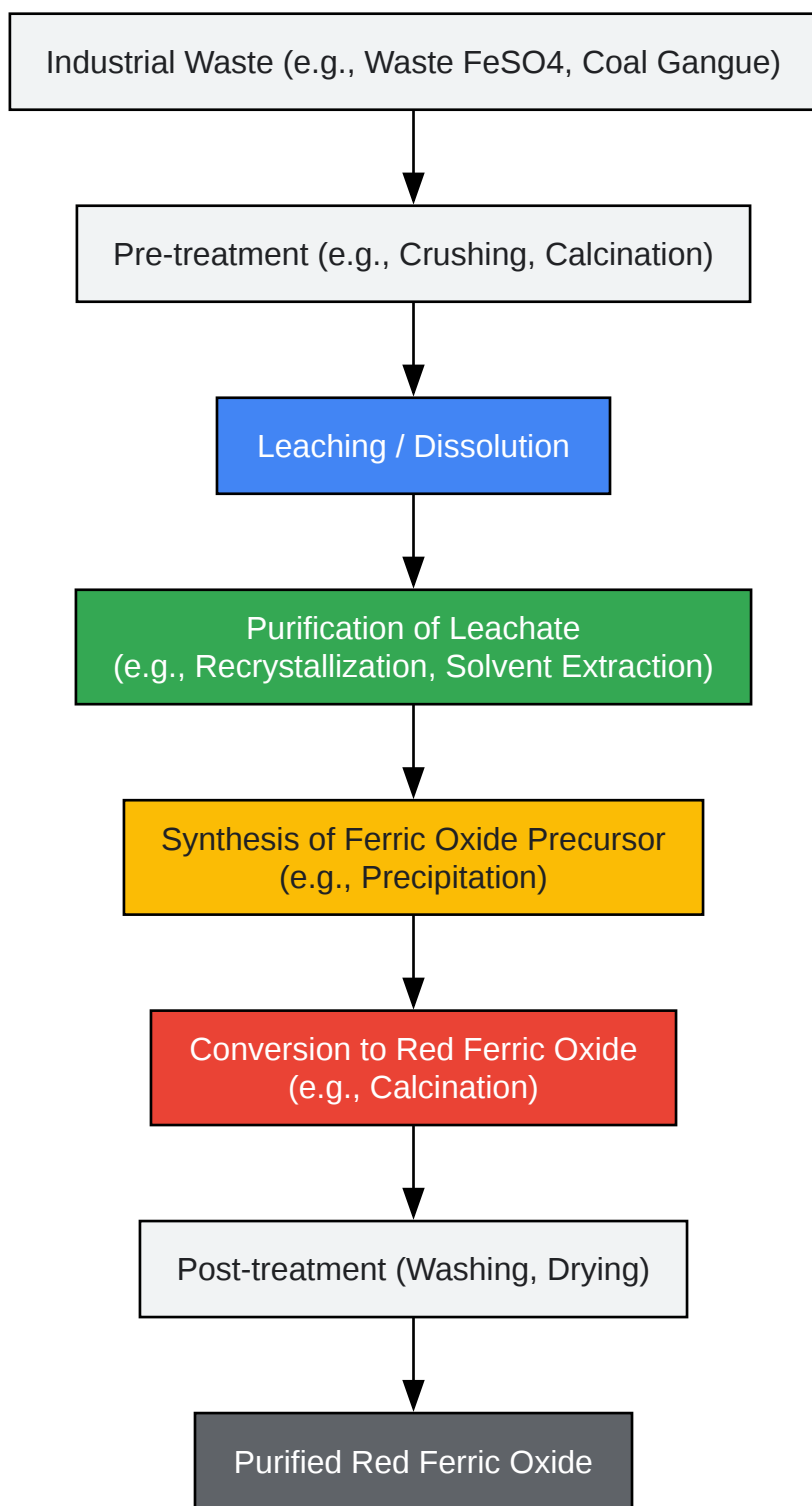 Industrial Waste (e.g., Waste FeSO4, Coal Gangue)
Pre-treatment (e.g., Crushing, Calcination)
Leaching / Dissolution
Purification of Leachate
(e.g., Recrystallization, Solvent Extraction)
Synthesis of Ferric Oxide Precursor
(e.g., Precipitation)
Conversion to Red Ferric Oxide
(e.g., Calcination)
Post-treatment (Washing, Drying)
Purified Red Ferric Oxide